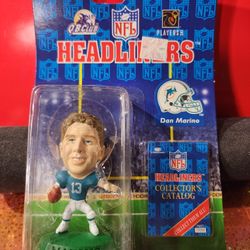 NFL
PLAYERS
HEADLINERS
Dan Marino
13
NFL
HEADLINERS
COLLECTOR'S
CATALOG